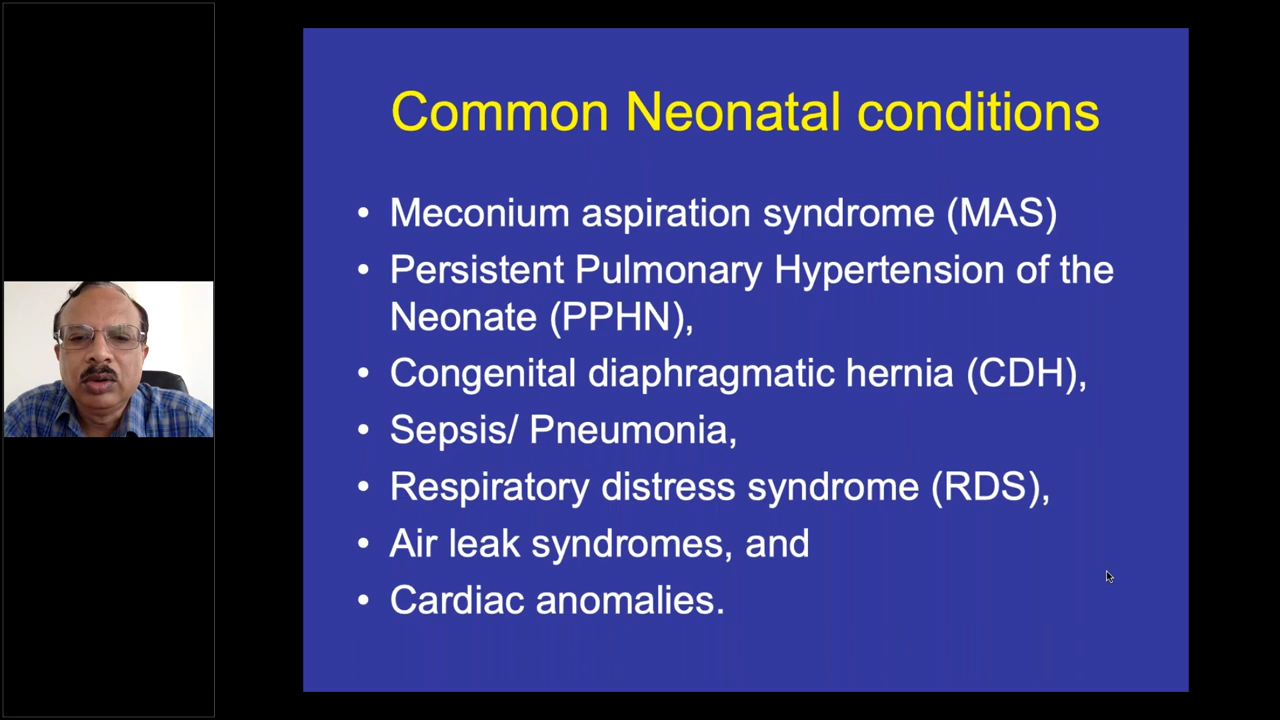 Common Neonatal conditions
• Meconium aspiration syndrome (MAS)
• Persistent Pulmonary Hypertension of the
Neonate (PPHN),
• Congenital diaphragmatic hernia (CDH),
• Sepsis/ Pneumonia,
• Respiratory distress syndrome (RDS),
• Air leak syndromes, and
• Cardiac anomalies.